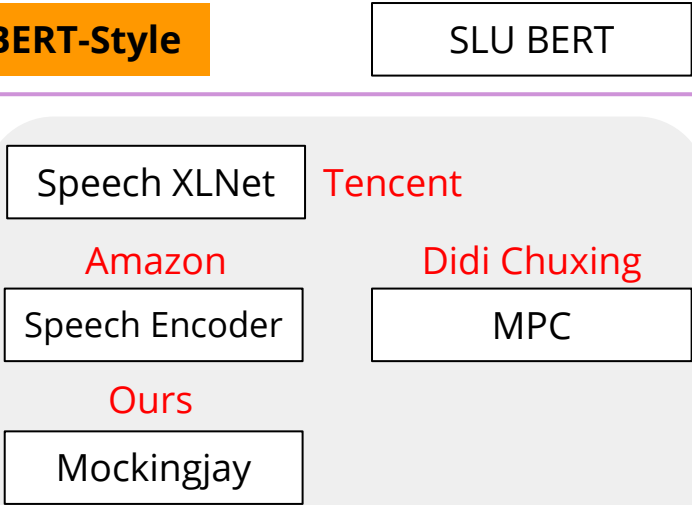 BERT-Style
SLU BERT
Speech XLNet Tencent
Amazon
Didi Chuxing
Speech Encoder
MPC
Ours
Mockingjay